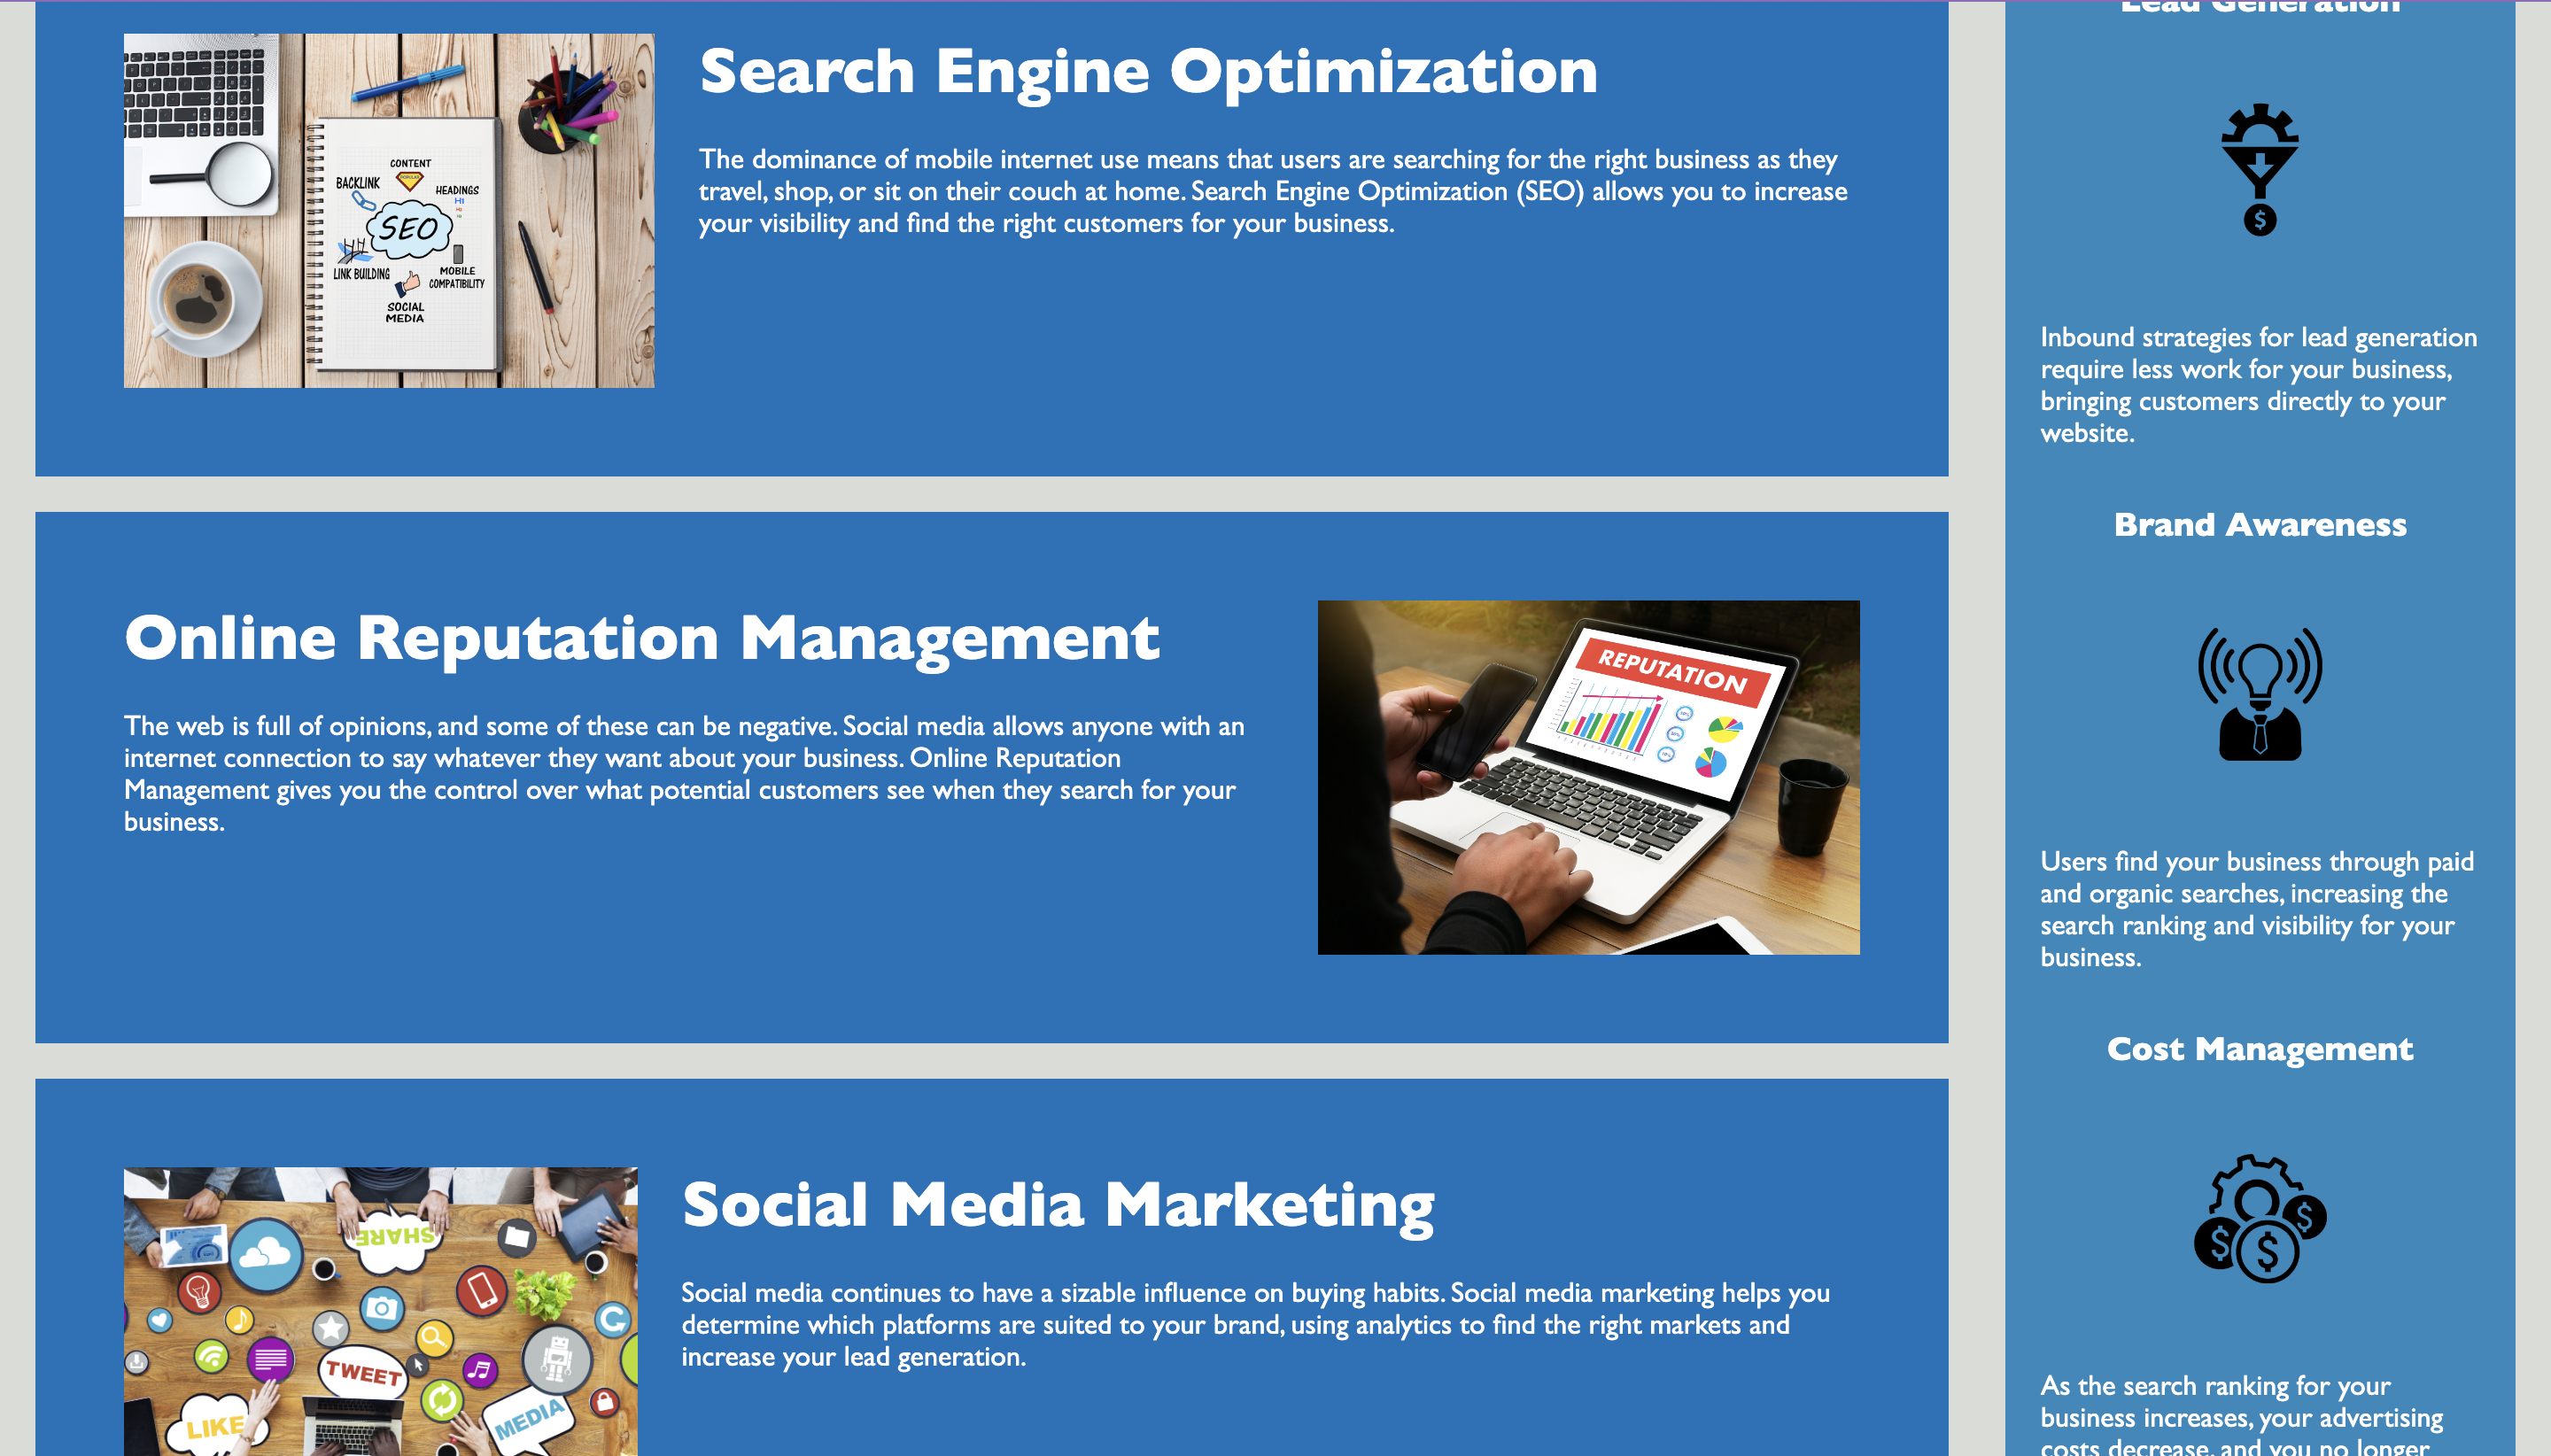 Search Engine Optimization
The dominance of mobile internet use means that users are searching for the right business as they
travel, shop, or sit on their couch at home. Search Engine Optimization (SEO) allows you to increase
your visibility and find the right customers for your business.
CONTENT
BACKLINK
HEADINGS
H1
SEO
LINK BUILDING
MOBILE
COMPATIBILITY
SOCIAL
MEDIA
Online Reputation Management
The web is full of opinions, and some of these can be negative. Social media allows anyone with an
internet connection to say whatever they want about your business. Online Reputation
Management gives you the control over what potential customers see when they search for your
business.
REPUTATION
Social Media Marketing
Social media continues to have a sizable influence on buying habits. Social media marketing helps you
determine which platforms are suited to your brand, using analytics to find the right markets and
increase your lead generation.
SHARE
TWEET
LIKE
MEDIA
Lead Generation
$
Inbound strategies for lead generation
require less work for your business,
bringing customers directly to your
website.
Brand Awareness
Users find your business through paid
and organic searches, increasing the
search ranking and visibility for your
business.
Cost Management
$ $ $
As the search ranking for your
business increases, your advertising
costs decrease, and you no longer